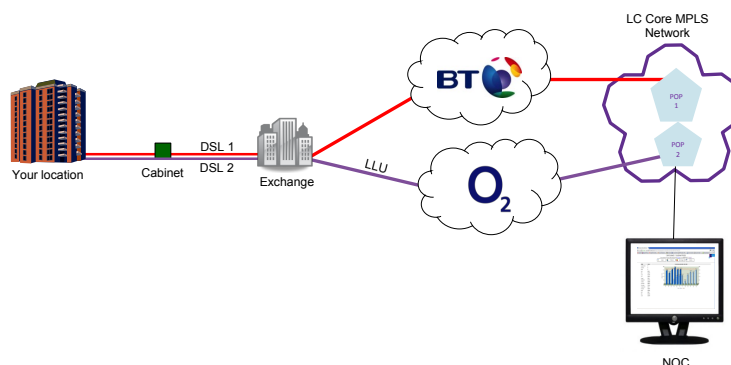 LC Core MPLS
Network
BT
POP
1
DSL 1
DSL 2
Your location
Cabinet
Exchange
LLU
O2
POP
2
NOC